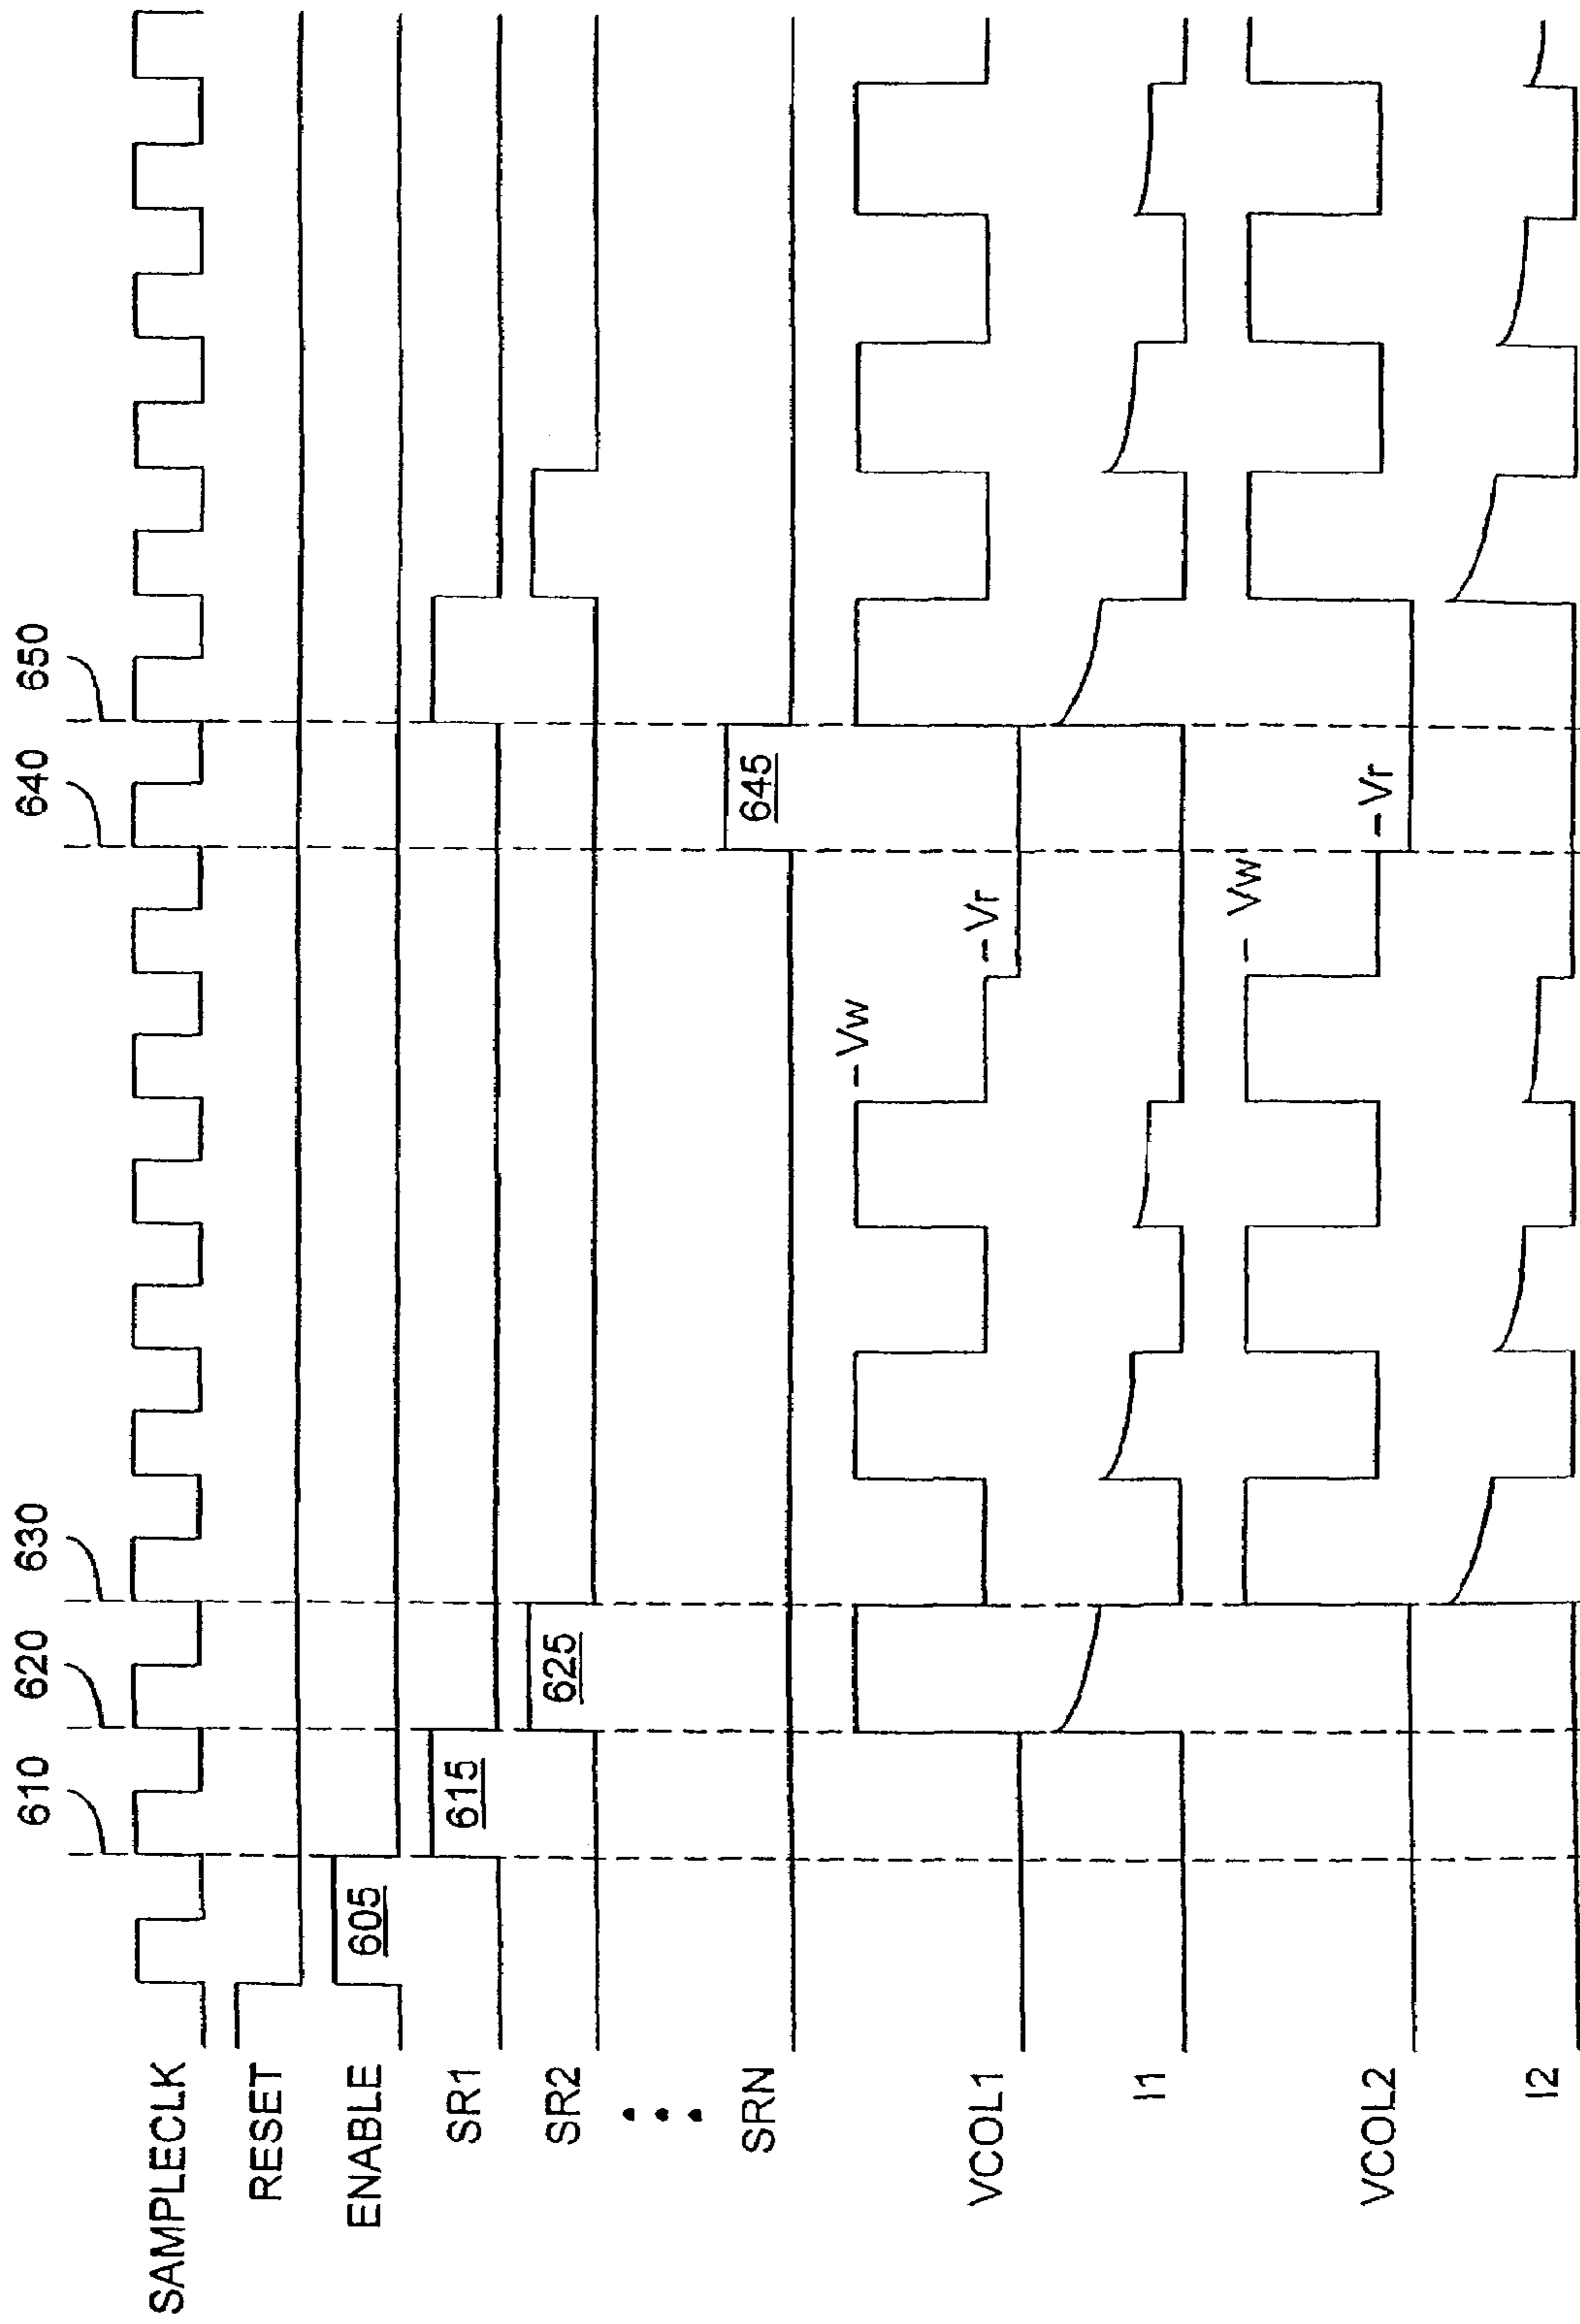 610
620
630
640
650
SAMPLECLK
RESET
ENABLE
605
SR1
615
SR2
625
SRN
645
VCOL1
Vw
Vr
I1
VCOL2
Vw
Vr
I2